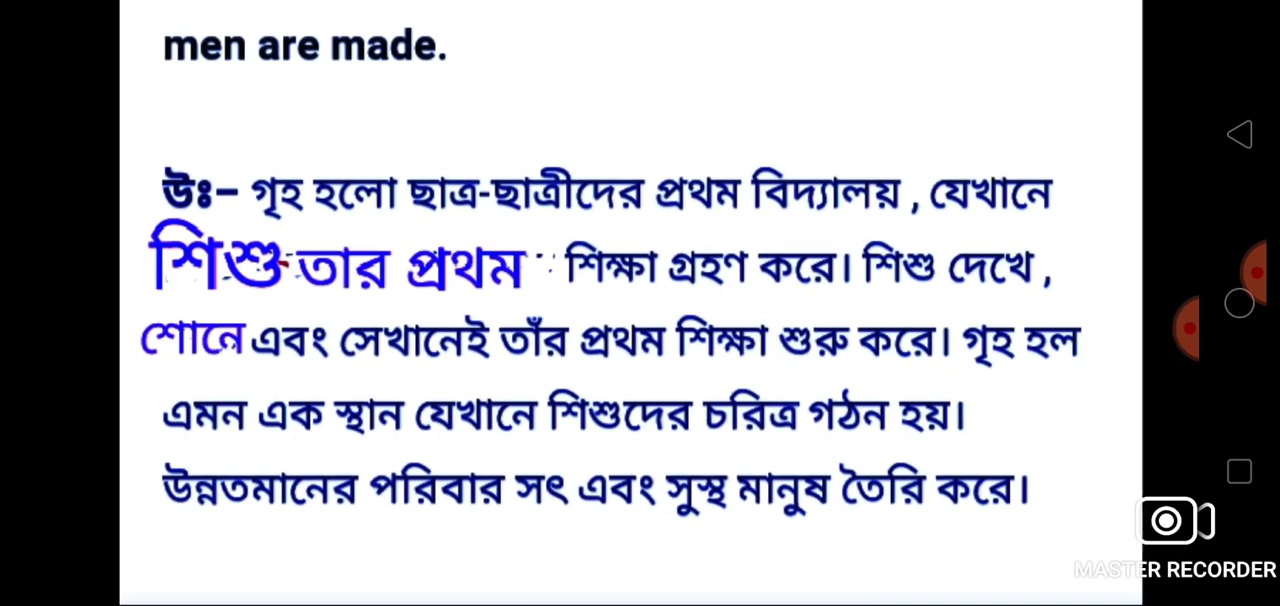 men are made.
উঃ– গৃহ হলো ছাত্র-ছাত্রীদের প্রথম বিদ্যালয় , যেখানে
শিশু তার প্রথম শিক্ষা গ্রহণ করে। শিশু দেখে ,
শোনে এবং সেখানেই তাঁর প্রথম শিক্ষা শুরু করে। গৃহ হল
এমন এক স্থান যেখানে শিশুদের চরিত্র গঠন হয়।
উন্নতমানের পরিবার সৎ এবং সুস্থ মানুষ তৈরি করে।
MASTER RECORDER